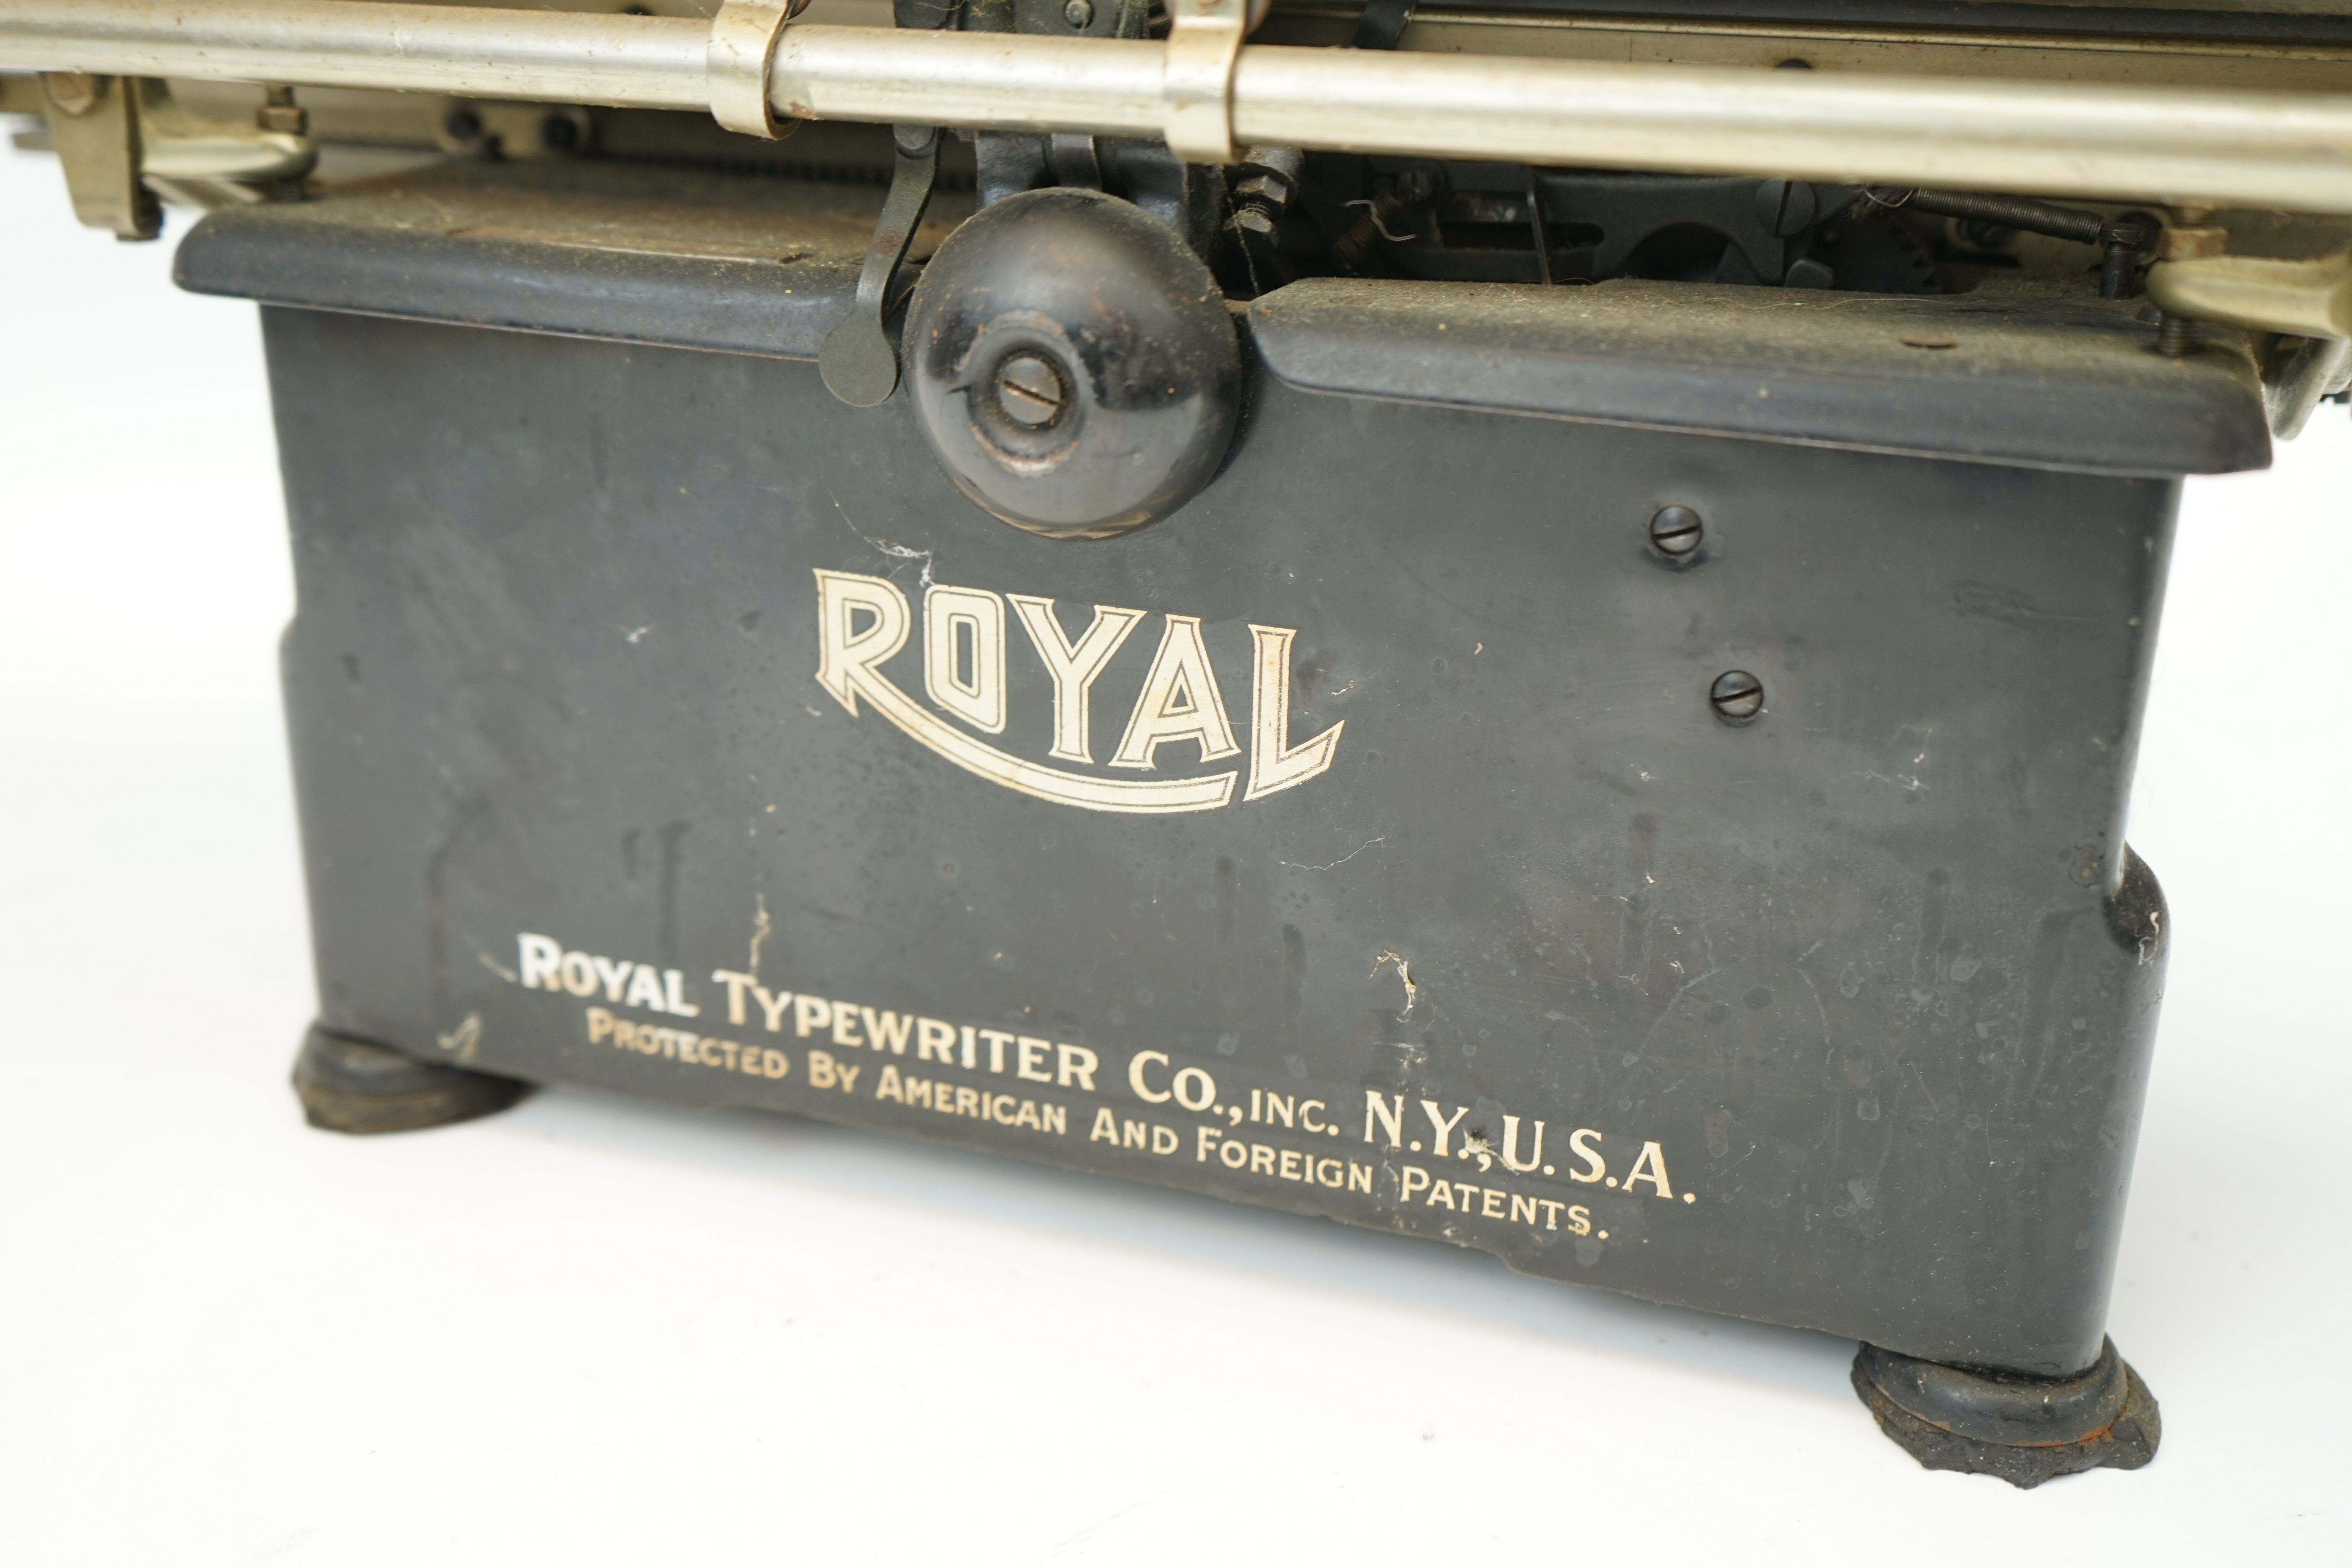 ROYAL
ROYAL TYPEWRITER CO., INC. N.Y., U.S.A.
PROTECTED BY AMERICAN AND FOREIGN PATENTS.